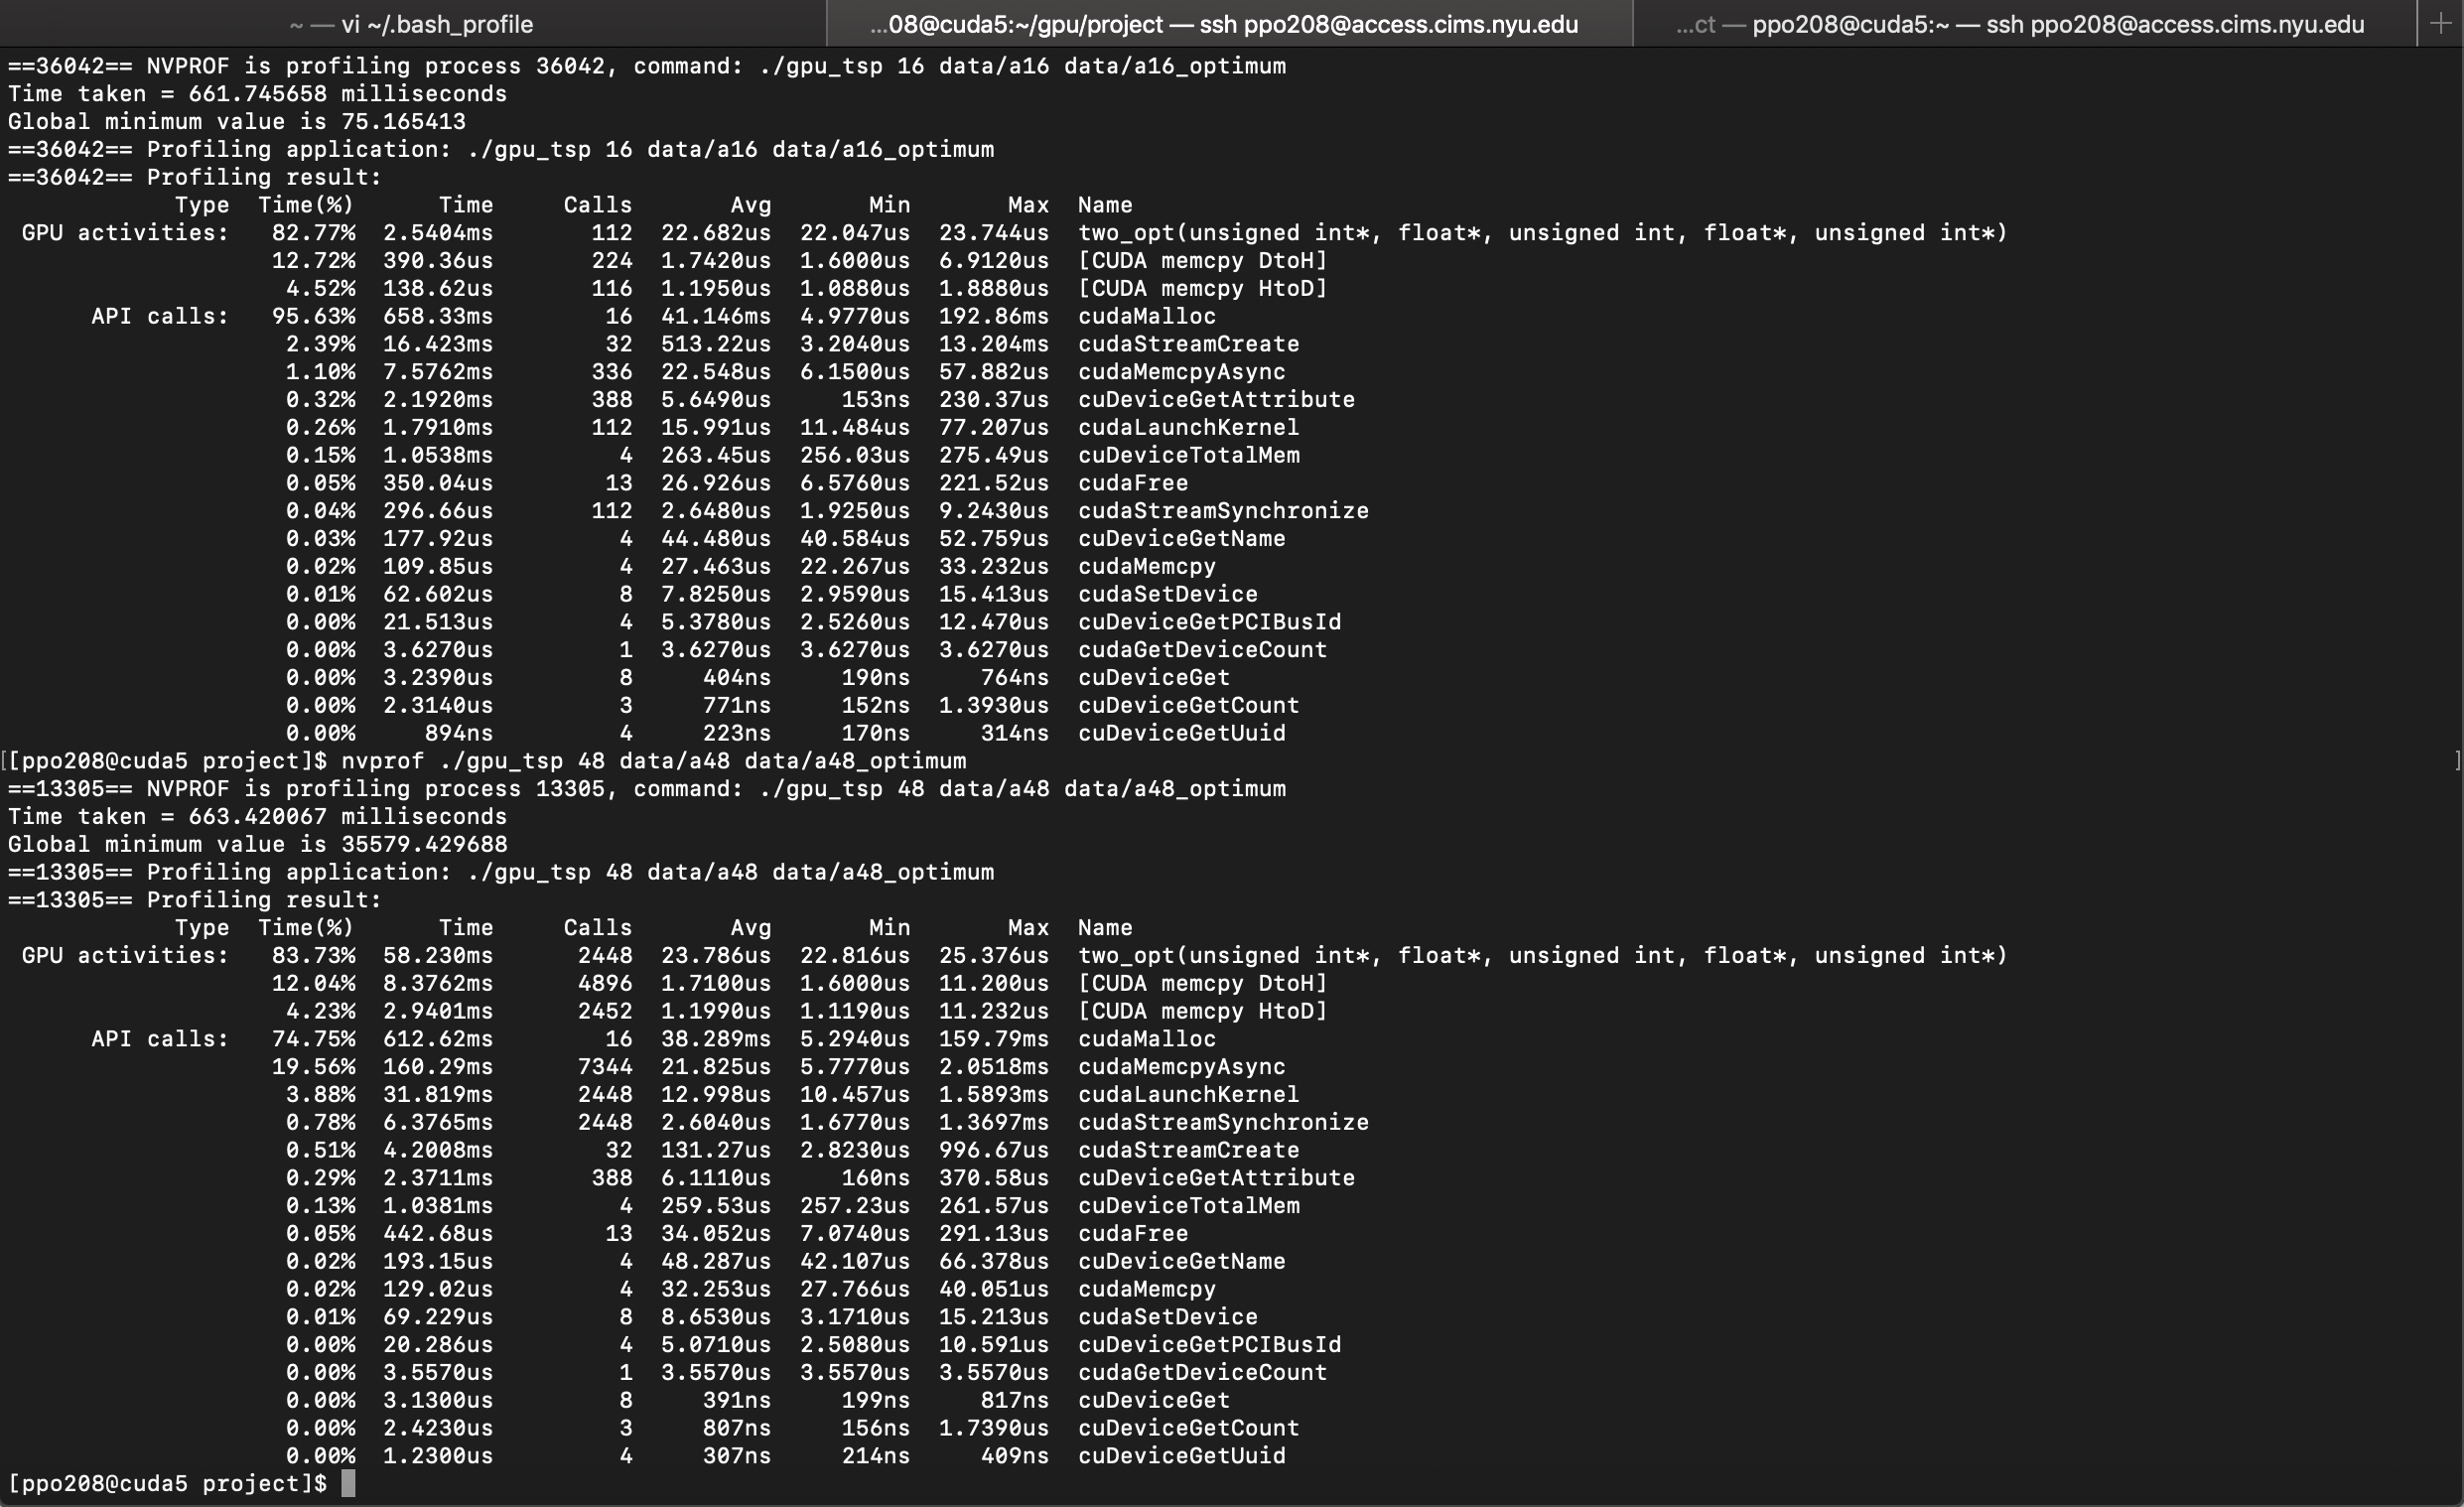 ~ — vi ~/.bash_profile
...08@cuda5:~/gpu/project — ssh ppo208@access.cims.nyu.edu
...ct — ppo208@cuda5:~ — ssh ppo208@access.cims.nyu.edu
+
==36042== NVPROF is profiling process 36042, command: ./gpu_tsp 16 data/a16 data/a16_optimum
Time taken = 661.745658 milliseconds
Global minimum value is 75.165413
==36042== Profiling application: ./gpu_tsp 16 data/a16 data/a16_optimum
==36042== Profiling result:
            Type  Time(%)      Time     Calls       Avg       Min       Max  Name
 GPU activities:   82.77%  2.5404ms       112  22.682us  22.047us  23.744us  two_opt(unsigned int*, float*, unsigned int, float*, unsigned int*)
                   12.72%  390.36us       224  1.7420us  1.6000us  6.9120us  [CUDA memcpy DtoH]
                    4.52%  138.62us       116  1.1950us  1.0880us  1.8880us  [CUDA memcpy HtoD]
      API calls:   95.63%  658.33ms        16  41.146ms  4.9770us  192.86ms  cudaMalloc
                    2.39%  16.423ms        32  513.22us  3.2040us  13.204ms  cudaStreamCreate
                    1.10%  7.5762ms       336  22.548us  6.1500us  57.882us  cudaMemcpyAsync
                    0.32%  2.1920ms       388  5.6490us     153ns  230.37us  cuDeviceGetAttribute
                    0.26%  1.7910ms       112  15.991us  11.484us  77.207us  cudaLaunchKernel
                    0.15%  1.0538ms         4  263.45us  256.03us  275.49us  cuDeviceTotalMem
                    0.05%  350.04us        13  26.926us  6.5760us  221.52us  cudaFree
                    0.04%  296.66us       112  2.6480us  1.9250us  9.2430us  cudaStreamSynchronize
                    0.03%  177.92us         4  44.480us  40.584us  52.759us  cuDeviceGetName
                    0.02%  109.85us         4  27.463us  22.267us  33.232us  cudaMemcpy
                    0.01%  62.602us         8  7.8250us  2.9590us  15.413us  cudaSetDevice
                    0.00%  21.513us         4  5.3780us  2.5260us  12.470us  cuDeviceGetPCIBusId
                    0.00%  3.6270us         1  3.6270us  3.6270us  3.6270us  cudaGetDeviceCount
                    0.00%  3.2390us         8     404ns     190ns     764ns  cuDeviceGet
                    0.00%  2.3140us         3     771ns     152ns  1.3930us  cuDeviceGetCount
                    0.00%     894ns         4     223ns     170ns     314ns  cuDeviceGetUuid
[[ppo208@cuda5 project]$ nvprof ./gpu_tsp 48 data/a48 data/a48_optimum ]
==13305== NVPROF is profiling process 13305, command: ./gpu_tsp 48 data/a48 data/a48_optimum
Time taken = 663.420067 milliseconds
Global minimum value is 35579.429688
==13305== Profiling application: ./gpu_tsp 48 data/a48 data/a48_optimum
==13305== Profiling result:
            Type  Time(%)      Time     Calls       Avg       Min       Max  Name
 GPU activities:   83.73%  58.230ms      2448  23.786us  22.816us  25.376us  two_opt(unsigned int*, float*, unsigned int, float*, unsigned int*)
                   12.04%  8.3762ms      4896  1.7100us  1.6000us  11.200us  [CUDA memcpy DtoH]
                    4.23%  2.9401ms      2452  1.1990us  1.1190us  11.232us  [CUDA memcpy HtoD]
      API calls:   74.75%  612.62ms        16  38.289ms  5.2940us  159.79ms  cudaMalloc
                   19.56%  160.29ms      7344  21.825us  5.7770us  2.0518ms  cudaMemcpyAsync
                    3.88%  31.819ms      2448  12.998us  10.457us  1.5893ms  cudaLaunchKernel
                    0.78%  6.3765ms      2448  2.6040us  1.6770us  1.3697ms  cudaStreamSynchronize
                    0.51%  4.2008ms        32  131.27us  2.8230us  996.67us  cudaStreamCreate
                    0.29%  2.3711ms       388  6.1110us     160ns  370.58us  cuDeviceGetAttribute
                    0.13%  1.0381ms         4  259.53us  257.23us  261.57us  cuDeviceTotalMem
                    0.05%  442.68us        13  34.052us  7.0740us  291.13us  cudaFree
                    0.02%  193.15us         4  48.287us  42.107us  66.378us  cuDeviceGetName
                    0.02%  129.02us         4  32.253us  27.766us  40.051us  cudaMemcpy
                    0.01%  69.229us         8  8.6530us  3.1710us  15.213us  cudaSetDevice
                    0.00%  20.286us         4  5.0710us  2.5080us  10.591us  cuDeviceGetPCIBusId
                    0.00%  3.5570us         1  3.5570us  3.5570us  3.5570us  cudaGetDeviceCount
                    0.00%  3.1300us         8     391ns     199ns     817ns  cuDeviceGet
                    0.00%  2.4230us         3     807ns     156ns  1.7390us  cuDeviceGetCount
                    0.00%  1.2300us         4     307ns     214ns     409ns  cuDeviceGetUuid
[ppo208@cuda5 project]$